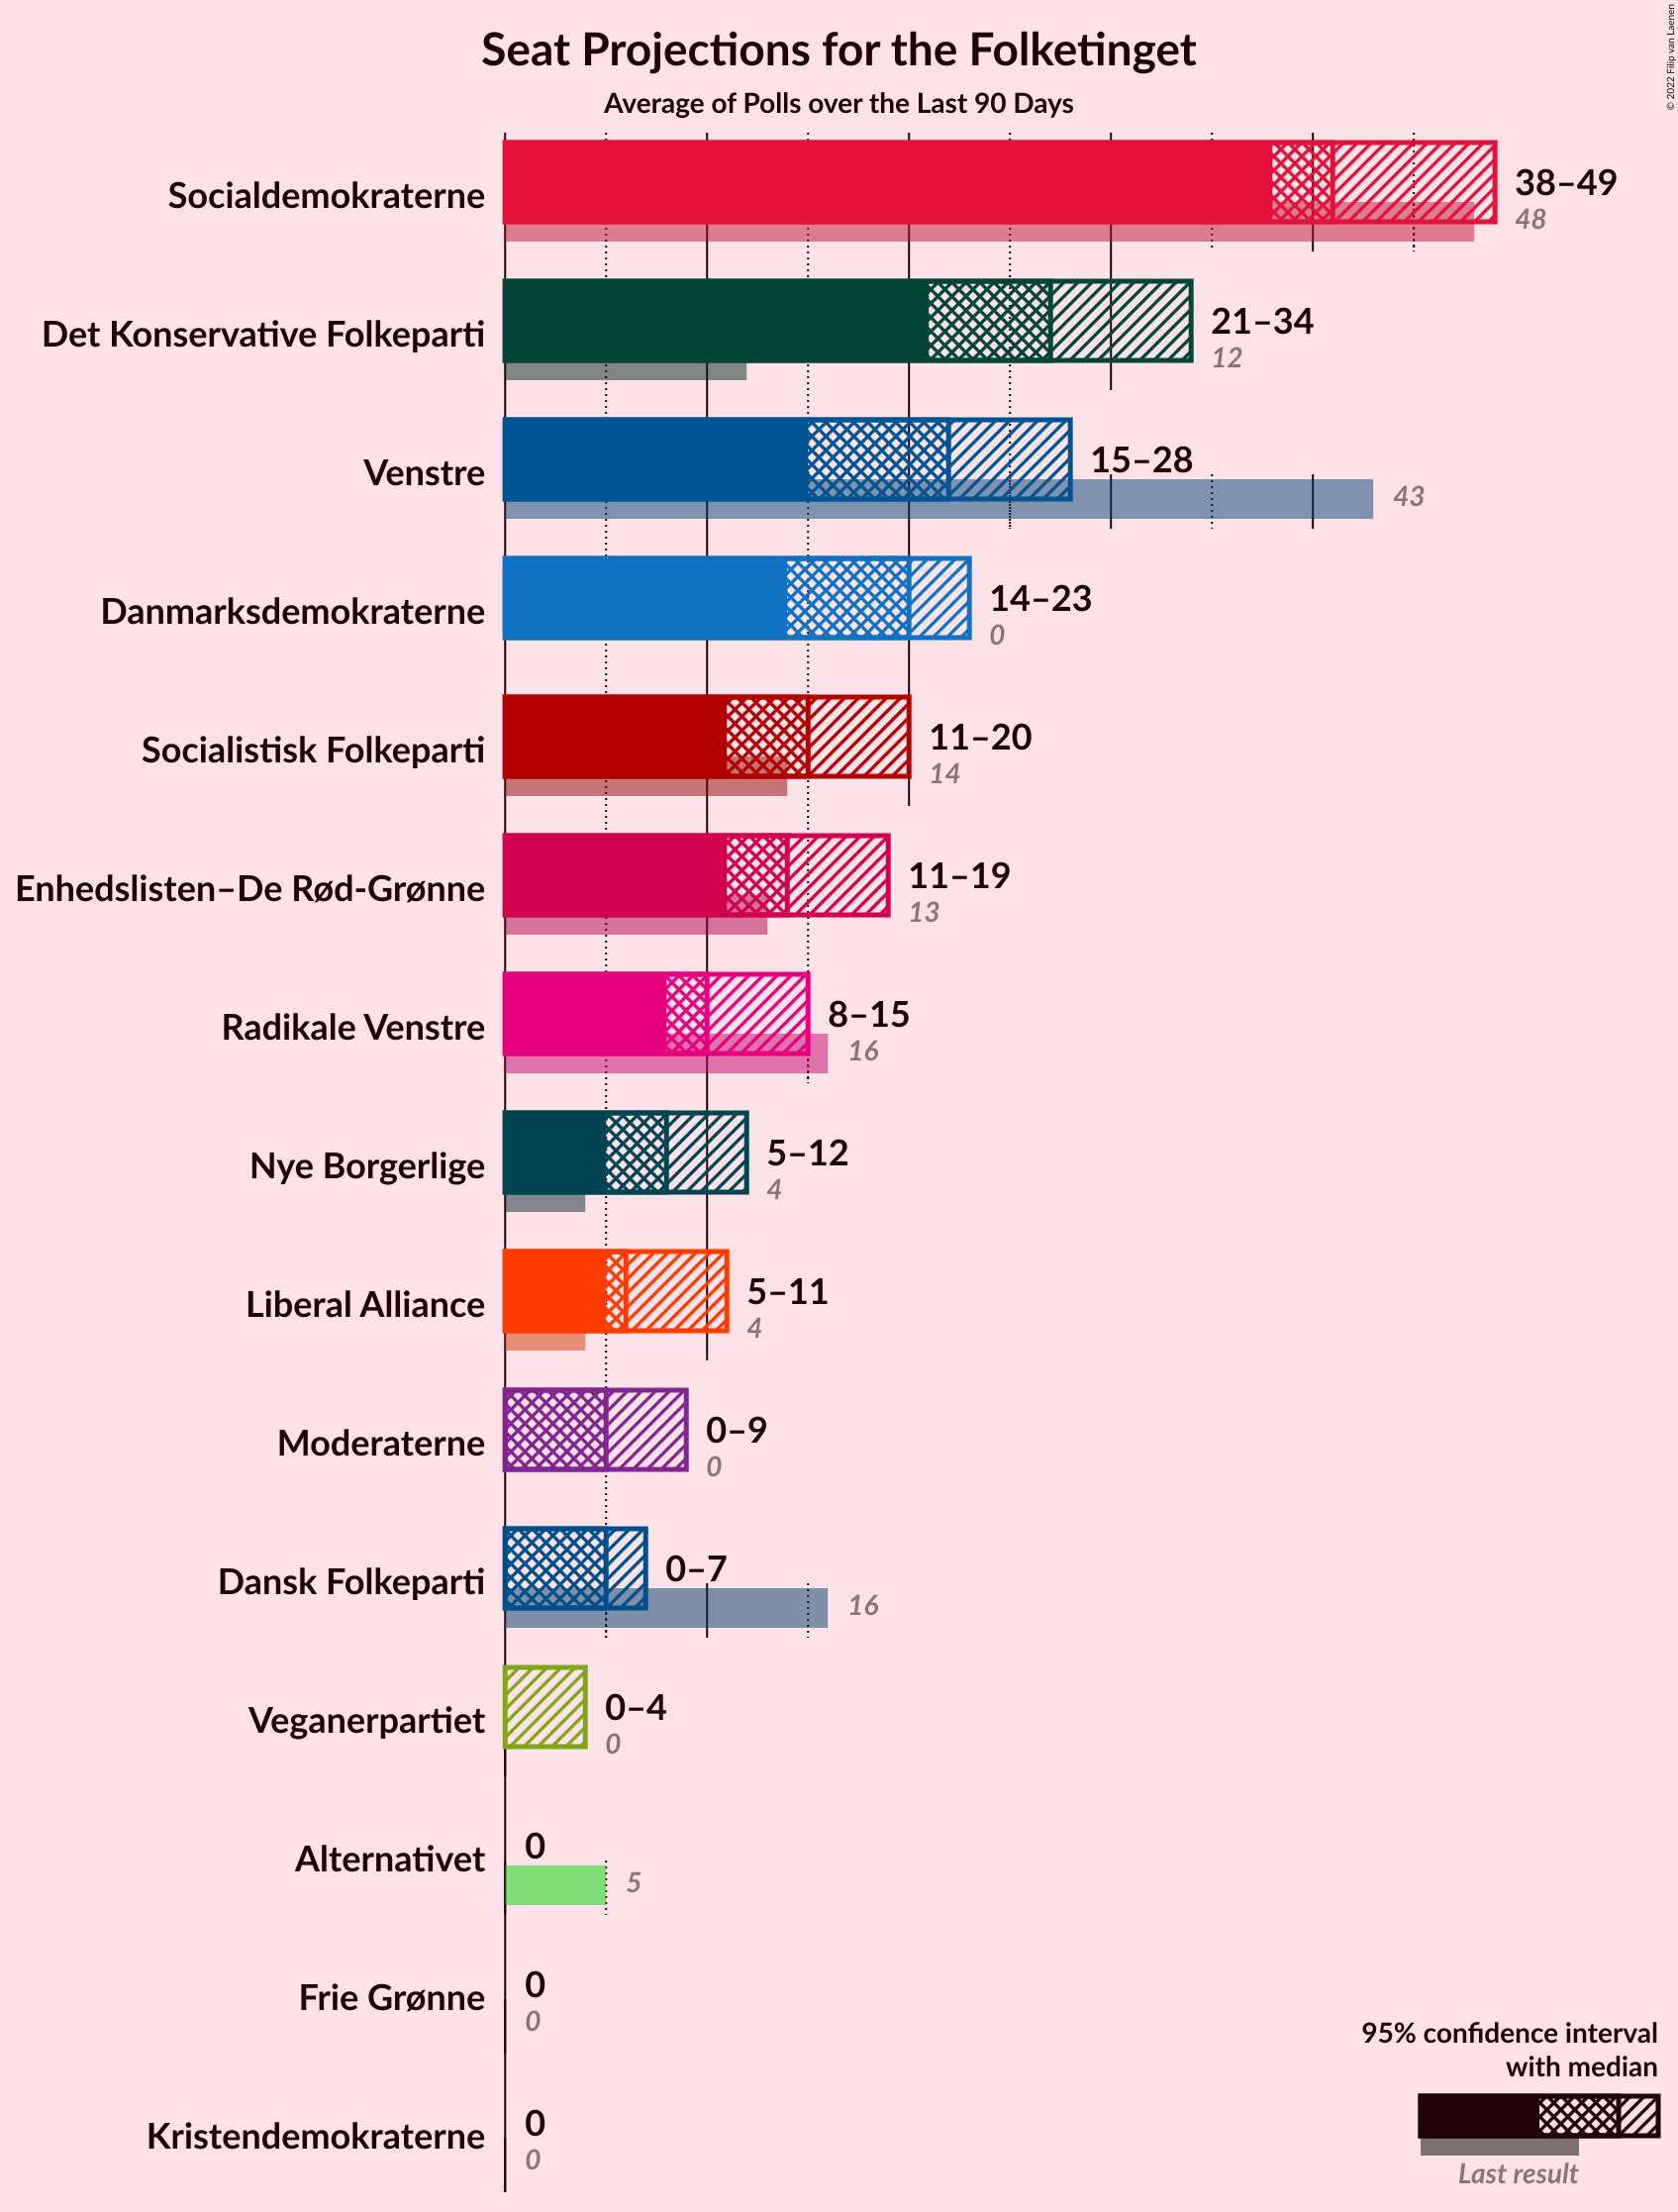 Seat Projections for the Folketinget
Average of Polls over the Last 90 Days
© 2022 Filip van Laenen
Socialdemokraterne
38–49
48
Det Konservative Folkeparti
21–34
12
Venstre
15–28
43
Danmarksdemokraterne
14–23
0
Socialistisk Folkeparti
11–20
14
Enhedslisten–De Rød-Grønne
11–19
13
Radikale Venstre
8–15
16
Nye Borgerlige
5–12
4
Liberal Alliance
5–11
4
Moderaterne
0–9
0
Dansk Folkeparti
0–7
16
Veganerpartiet
0–4
0
Alternativet
0
5
Frie Grønne
0
0
Kristendemokraterne
0
0
95% confidence interval
with median
Last result